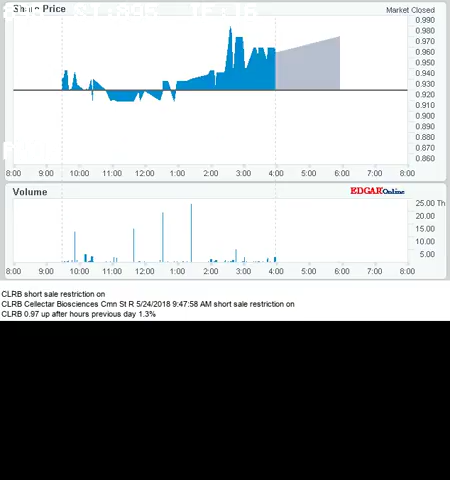 Share Price
Market Closed
0.990
0.980
0.970
0.960
0.950
0.940
0.930
0.920
0.910
0.900
0.890
0.880
0.870
0.860
8:00 9:00 10:00 11:00 12:00 1:00 2:00 3:00 4:00 5:00 6:00 7:00 8:00
Volume
EDGAR Online
25.00 Th
20.00
15.00
10.00
5.00
8:00 9:00 10:00 11:00 12:00 1:00 2:00 3:00 4:00 5:00 6:00 7:00 8:00
CLRB short sale restriction on
CLRB Cellectar Biosciences Cmn St R 5/24/2018 9:47:58 AM short sale restriction on
CLRB 0.97 up after hours previous day 1.3%